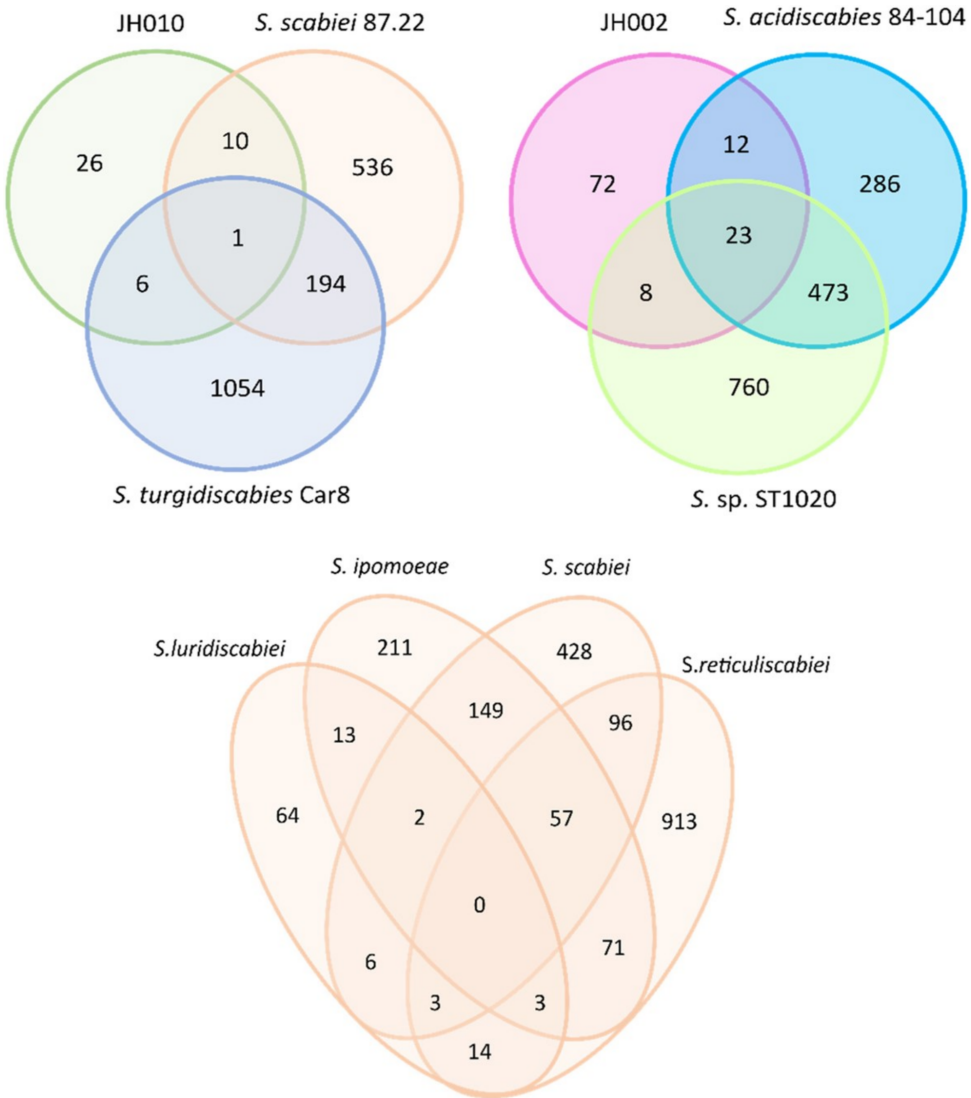 JH010
S. scabiei 87.22
26
10
536
1
6
194
1054
S. turgidiscabies Car8
JH002
S. acidiscabies 84-104
72
12
286
23
8
473
760
S. sp. ST1020
S. ipomoeae
S. scabiei
S.luridiscabiei
S.reticuliscabiei
211
428
149
13
96
64
2
57
913
0
6
71
3
3
14